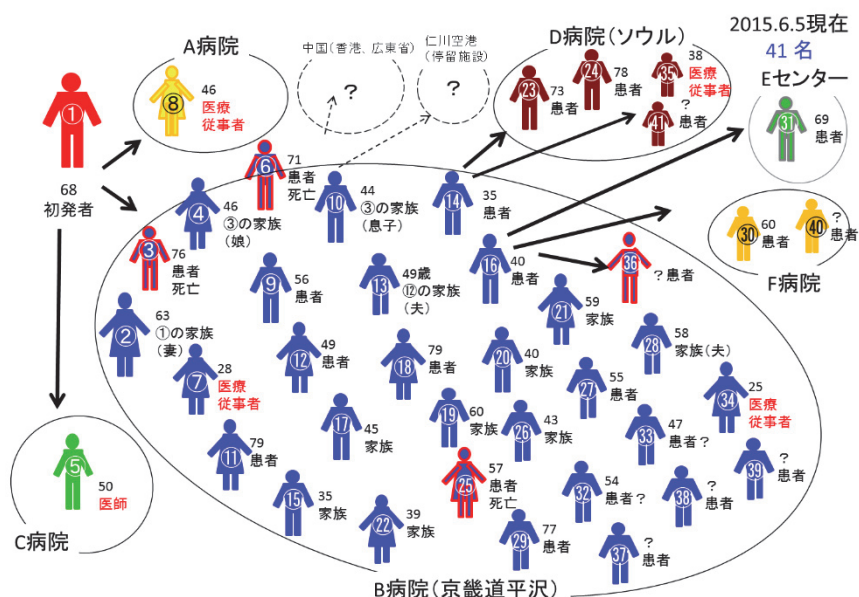 2015.6.5現在
41 名
A病院
⑧
46
医療
従事者
中国(香港、広東省)
?
仁川空港
(停留施設)
?
D病院(ソウル)
23
73
患者
24
78
患者
35
38
医療
従事者
41
?
患者
Eセンター
31
69
患者
①
68
初発者
⑥
71
患者
死亡
③
76
患者
死亡
④
46
③の家族
(娘)
⑩
44
③の家族
(息子)
⑭
35
患者
⑯
40
患者
36
?患者
30
60
患者
40
?
患者
F病院
②
63
①の家族
(妻)
⑨
56
患者
⑬
49歳
⑫の家族
(夫)
21
59
家族
28
58
家族(夫)
⑦
28
医療
従事者
⑫
49
患者
⑱
79
患者
⑳
40
家族
27
55
患者
34
25
医療
従事者
⑪
79
患者
⑰
45
家族
⑲
60
家族
26
43
家族
33
47
患者?
39
?
患者
⑤
50
医師
C病院
⑮
35
家族
22
39
家族
25
57
患者
死亡
32
54
患者?
38
?
患者
29
77
患者
37
?
患者
B病院(京畿道平沢)